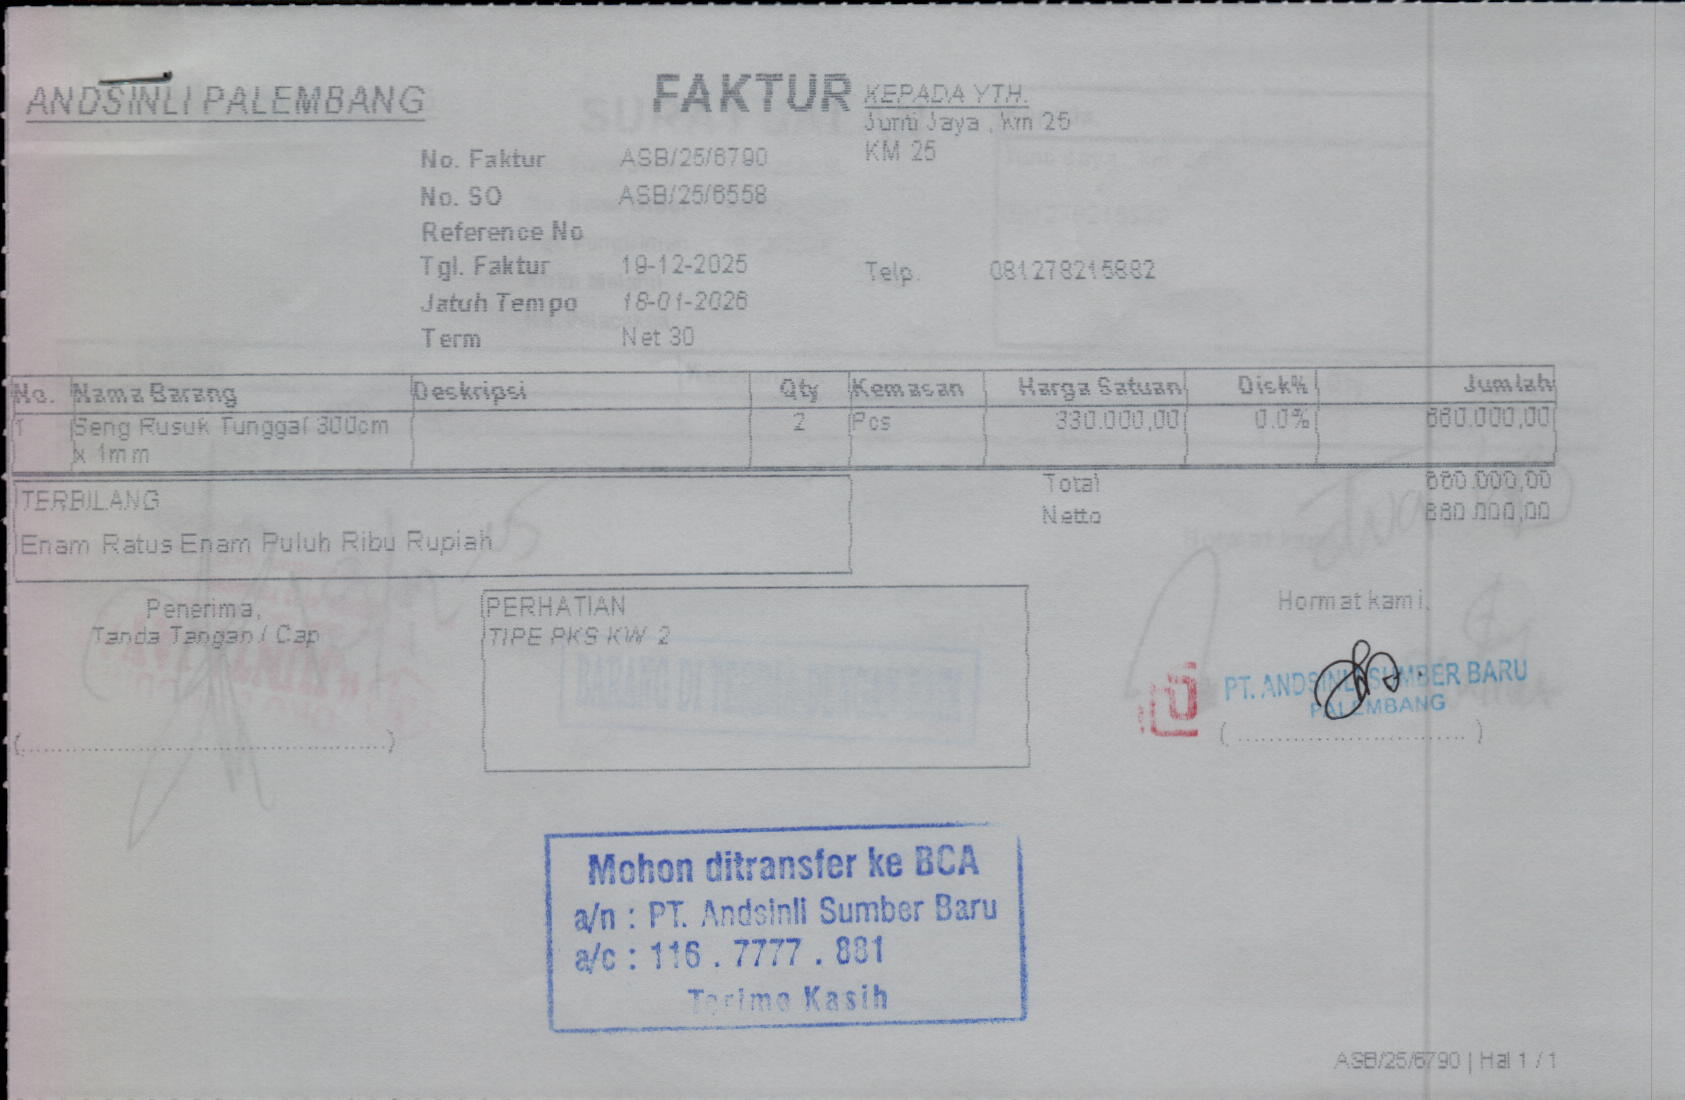 ANDSINLI PALEMBANG
FAKTUR
KEPADA YTH.
Jumti Jaya , km 25
KM 25
No. Faktur ASB/25/6790
No. SO ASB/25/6558
Reference No
Tgl. Faktur 19-12-2025
Telp. 081278215882
Jatuh Tempo 18-01-2026
Term Net 30
No. Nama Barang Deskripsi Qty Kemasan Harga Satuan Disk% Jumlah
1 Seng Rusuk Tunggal 300cm 2 Pcs 330.000,00 0.0% 660.000,00
x 1mm
Total 660.000,00
Netto 660.000,00
TERBILANG
Enam Ratus Enam Puluh Ribu Rupiah
Penerima,
Tanda Tangan / Cap
(................................................)
PERHATIAN
TIPE PKS KW 2
Hormat kami,
PT. ANDSINLI SUMBER BARU
PALEMBANG
( .............................. )
Mohon ditransfer ke BCA
a/n : PT. Andsinli Sumber Baru
a/c : 116 . 7777 . 881
Terima Kasih
ASB/25/6790 | Hal 1 / 1